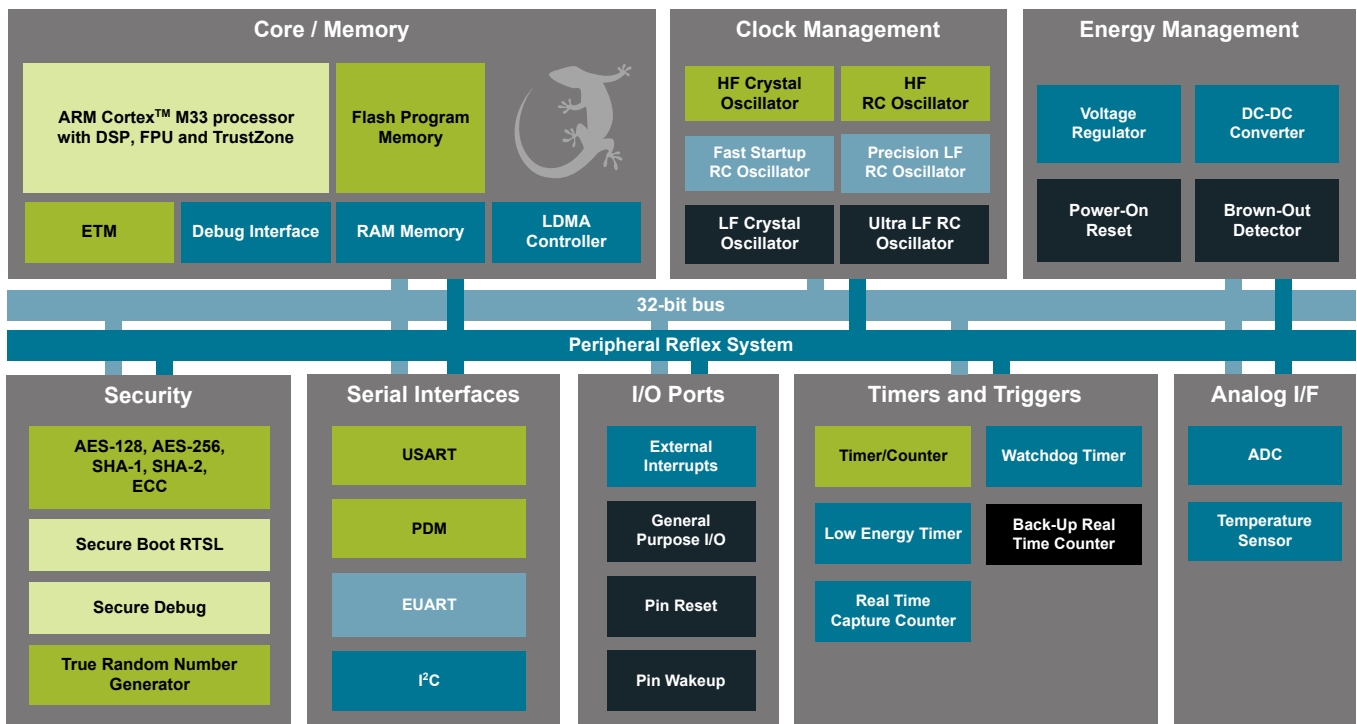 Core / Memory
ARM Cortex™ M33 processor
with DSP, FPU and TrustZone
Flash Program
Memory
ETM
Debug Interface
RAM Memory
LDMA
Controller
Clock Management
HF Crystal
Oscillator
HF
RC Oscillator
Fast Startup
RC Oscillator
Precision LF
RC Oscillator
LF Crystal
Oscillator
Ultra LF RC
Oscillator
Energy Management
Voltage
Regulator
DC-DC
Converter
Power-On
Reset
Brown-Out
Detector
32-bit bus
Peripheral Reflex System
Security
AES-128, AES-256,
SHA-1, SHA-2,
ECC
Secure Boot RTSL
Secure Debug
True Random Number
Generator
Serial Interfaces
USART
PDM
EUART
I²C
I/O Ports
External
Interrupts
General
Purpose I/O
Pin Reset
Pin Wakeup
Timers and Triggers
Timer/Counter
Watchdog Timer
Low Energy Timer
Back-Up Real
Time Counter
Real Time
Capture Counter
Analog I/F
ADC
Temperature
Sensor